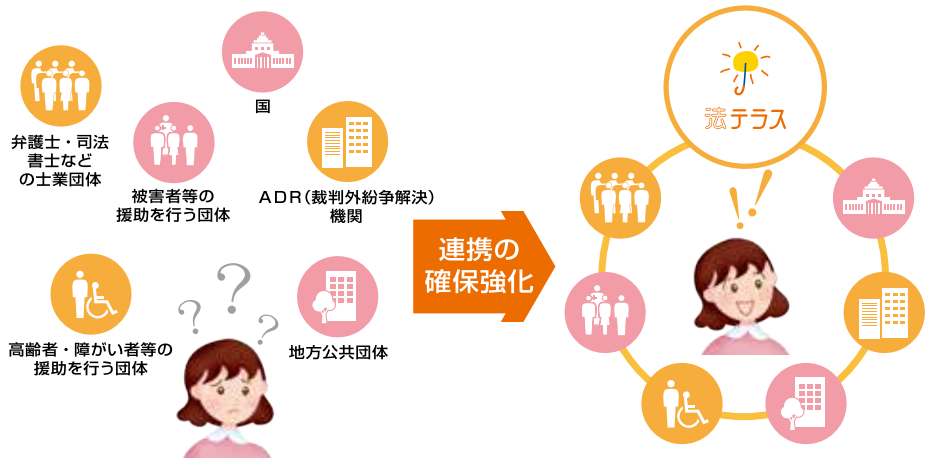 国
弁護士・司法
書士など
の士業団体
被害者等の
援助を行う団体
ADR(裁判外紛争解決)
機関
高齢者・障がい者等の
援助を行う団体
地方公共団体
???
連携の
確保強化
法テラス
!!